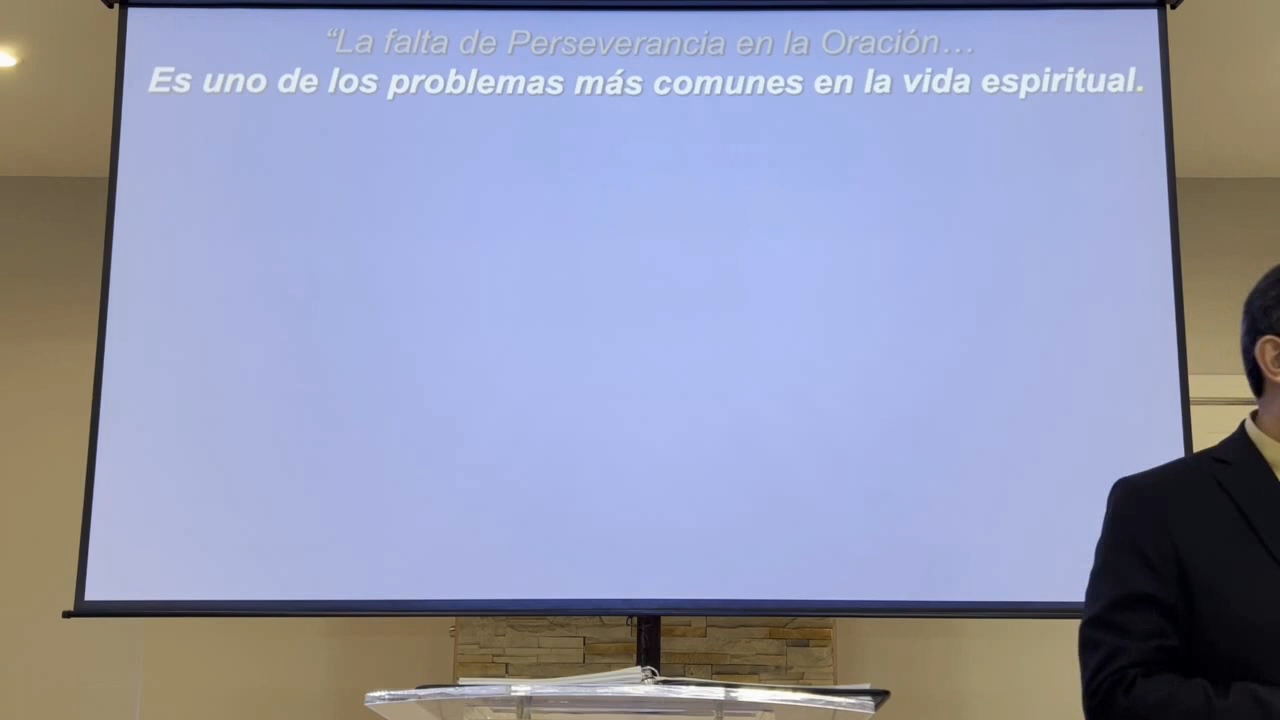 “La falta de Perseverancia en la Oración…
Es uno de los problemas más comunes en la vida espiritual.